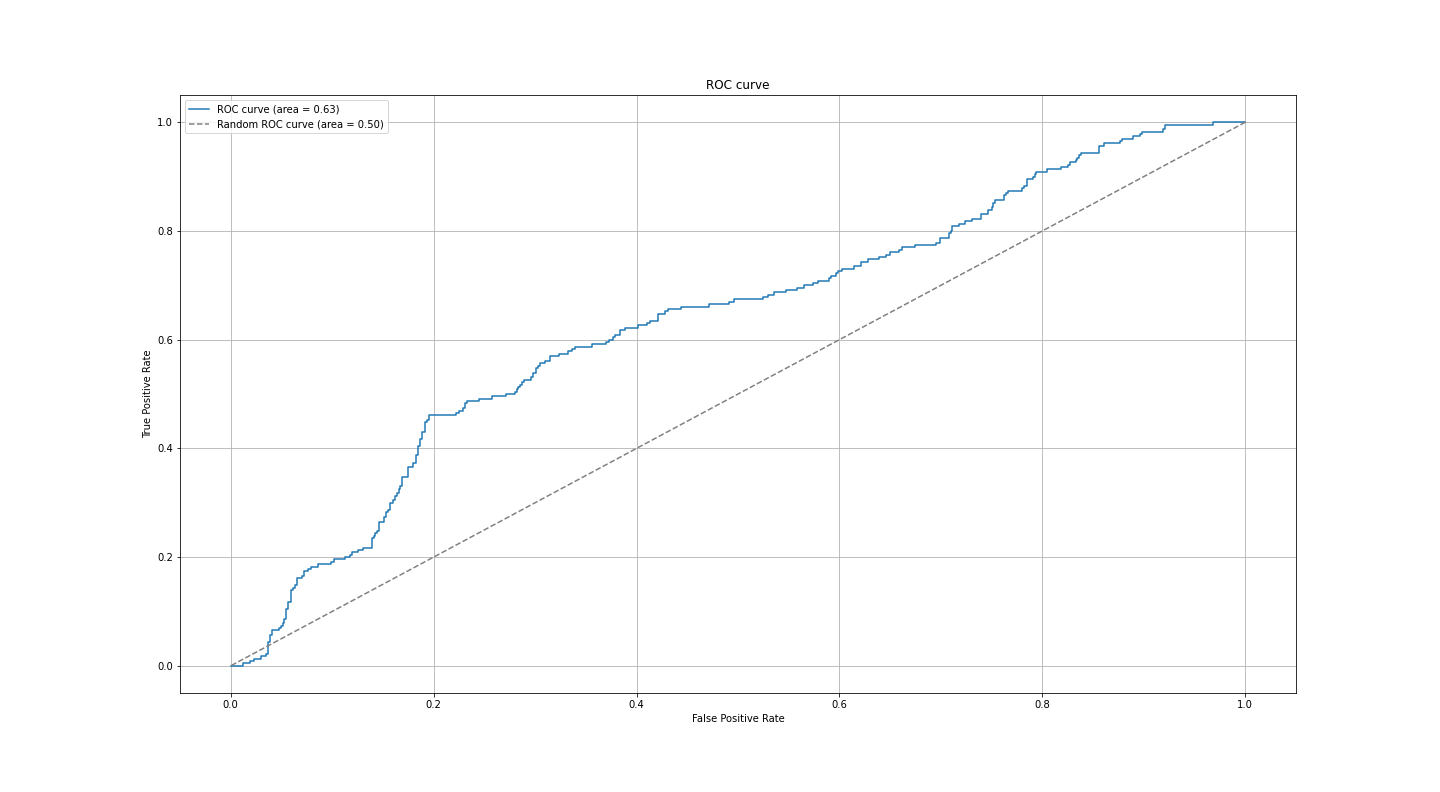 ROC curve
ROC curve (area = 0.63)
Random ROC curve (area = 0.50)
1.0
0.8
0.6
0.4
0.2
0.0
True Positive Rate
0.0 0.2 0.4 0.6 0.8 1.0
False Positive Rate